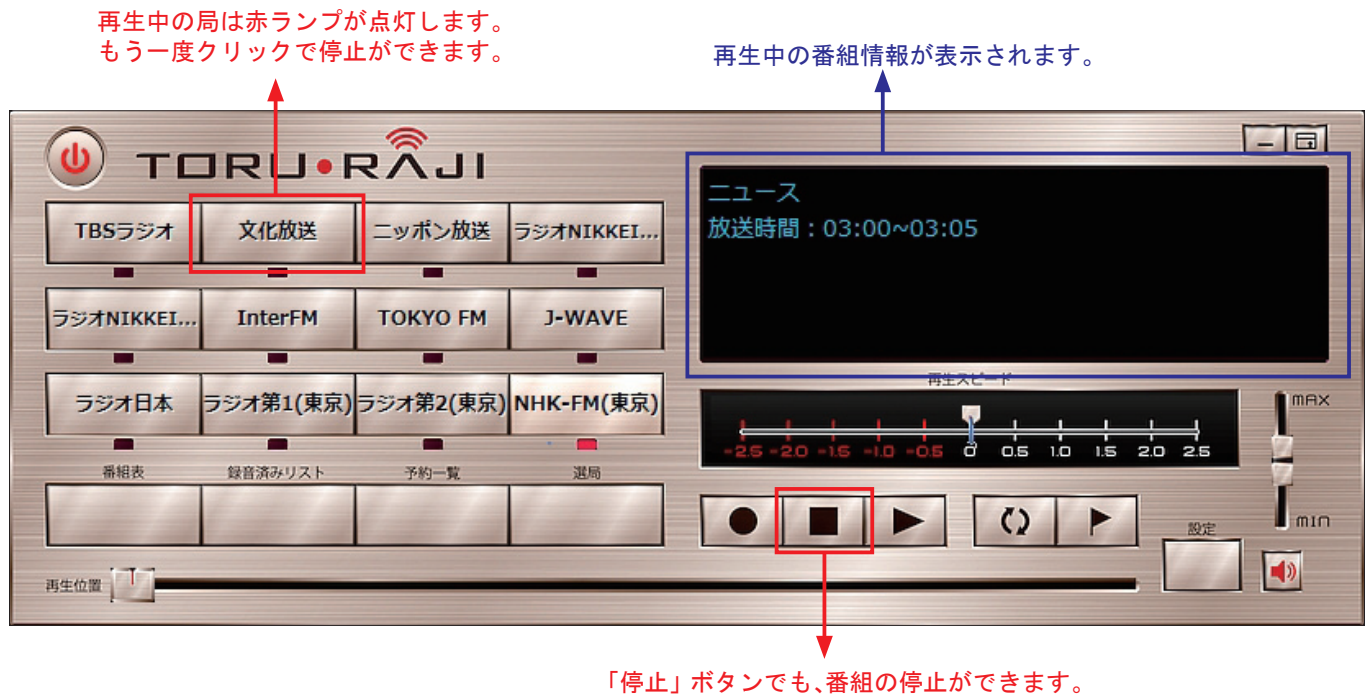 再生中の局は赤ランプが点灯します。
もう一度クリックで停止ができます。
再生中の番組情報が表示されます。
TORU•RAJI
ニュース
放送時間：03:00~03:05
TBSラジオ 文化放送 ニッポン放送 ラジオNIKKEI...
ラジオNIKKEI... InterFM TOKYO FM J-WAVE
ラジオ日本 ラジオ第1(東京) ラジオ第2(東京) NHK-FM(東京)
番組表 録音済みリスト 予約一覧 選局
再生スピード
-2.5 -2.0 -1.5 -1.0 -0.5 0 0.5 1.0 1.5 2.0 2.5
MAX
MIN
設定
再生位置
「停止」ボタンでも、番組の停止ができます。